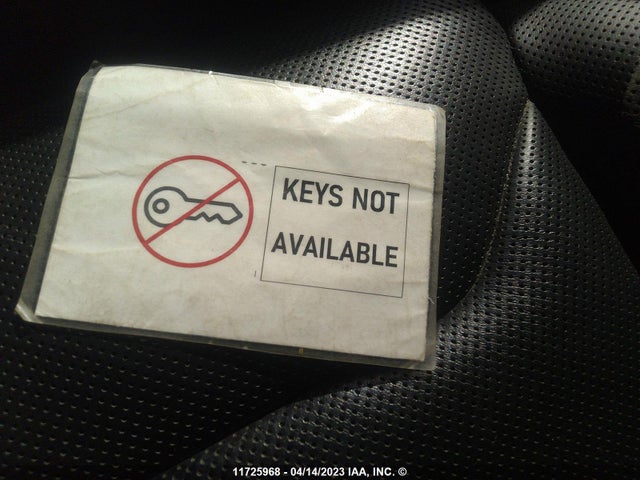 KEYS NOT
AVAILABLE
11725968 - 04/14/2023 IAA, INC. ©